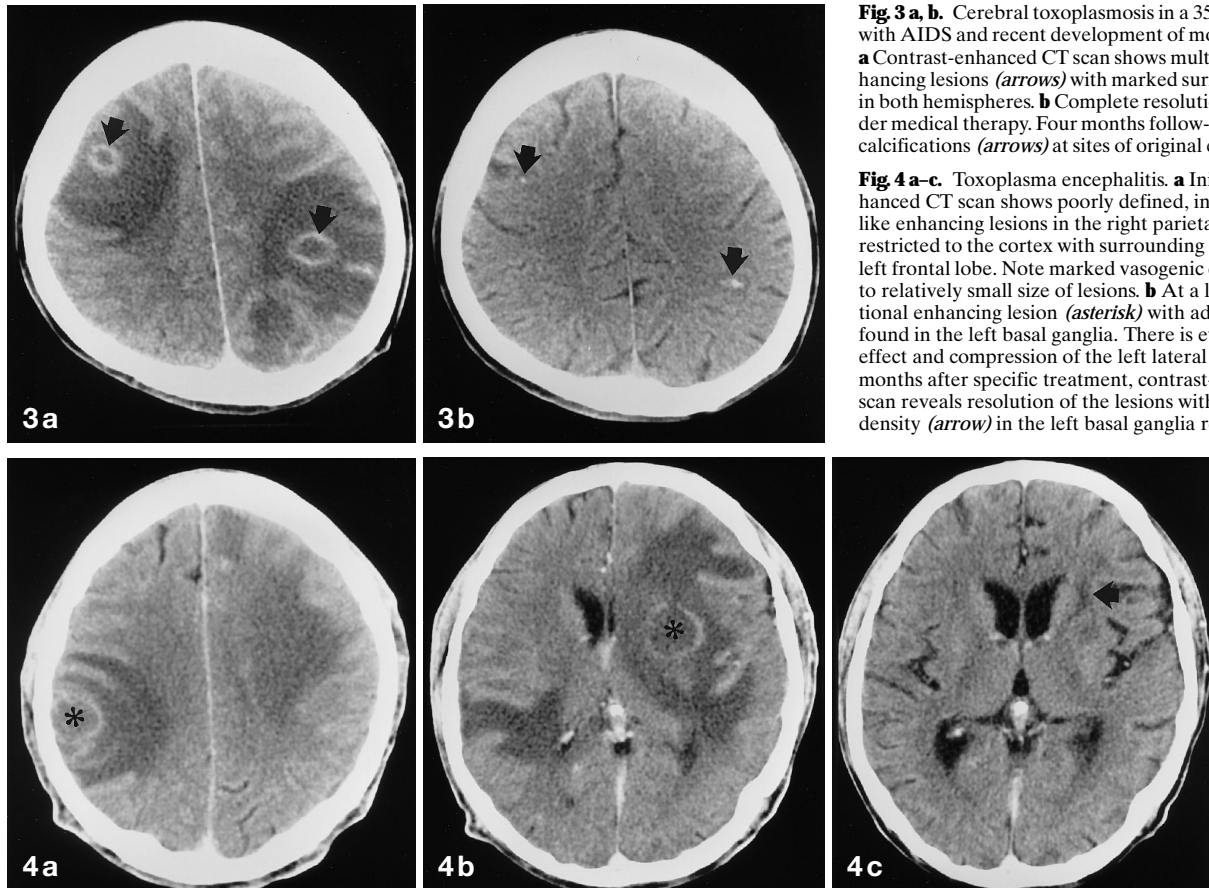 Fig. 3 a, b. Cerebral toxoplasmosis in a 35
with AIDS and recent development of mo
a Contrast-enhanced CT scan shows mult
hancing lesions (arrows) with marked sur
in both hemispheres. b Complete resoluti
der medical therapy. Four months follow-
calcifications (arrows) at sites of original e
Fig. 4 a–c. Toxoplasma encephalitis. a Ini
hanced CT scan shows poorly defined, in
like enhancing lesions in the right parieta
restricted to the cortex with surrounding
left frontal lobe. Note marked vasogenic
to relatively small size of lesions. b At a l
tional enhancing lesion (asterisk) with ad
found in the left basal ganglia. There is e
effect and compression of the left lateral
months after specific treatment, contrast-
scan reveals resolution of the lesions with
density (arrow) in the left basal ganglia r
3a
3b
*
4a
*
4b
4c